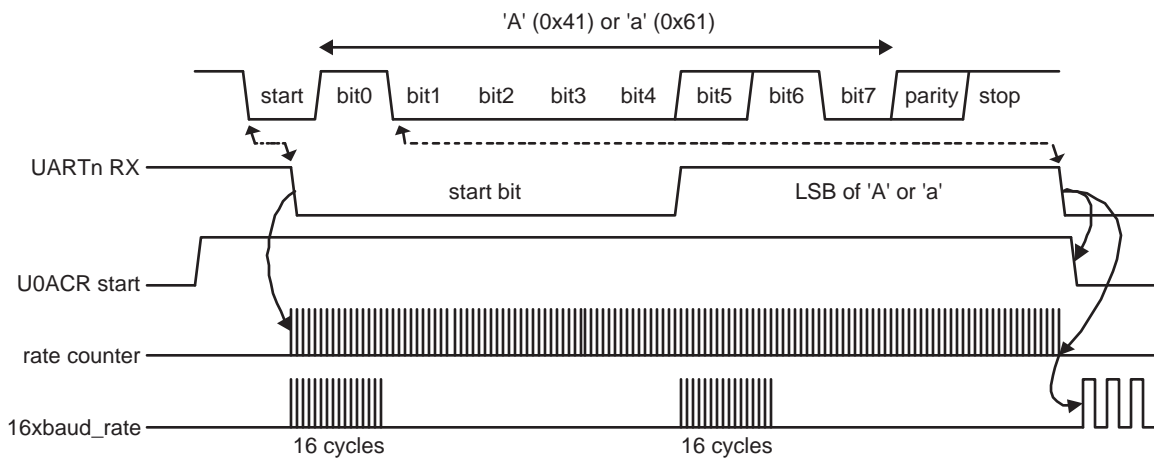 'A' (0x41) or 'a' (0x61)
start bit0 bit1 bit2 bit3 bit4 bit5 bit6 bit7 parity stop
UARTn RX
start bit LSB of 'A' or 'a'
U0ACR start
rate counter
16xbaud_rate
16 cycles 16 cycles